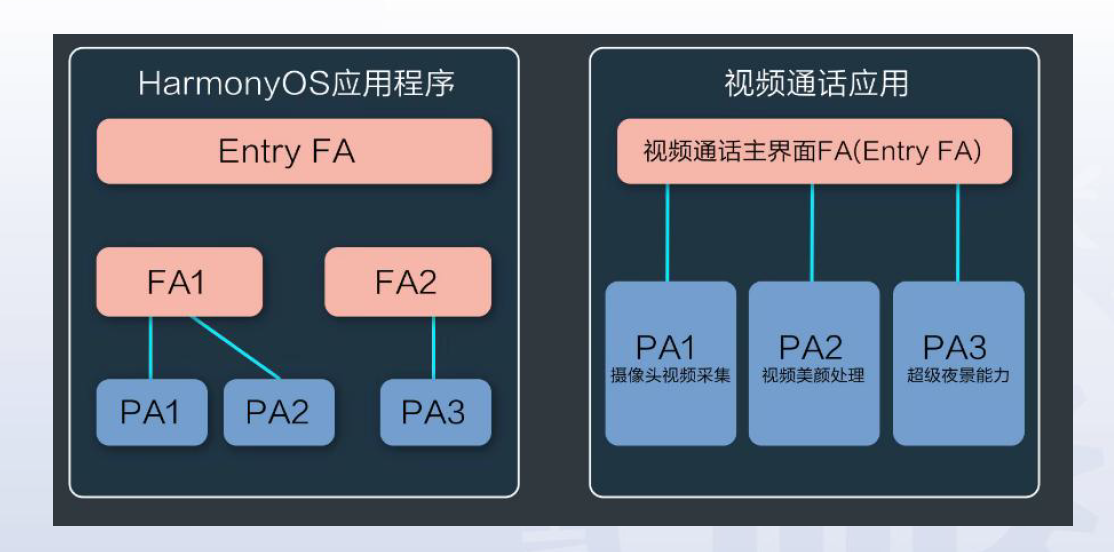 HarmonyOS应用程序
Entry FA
FA1
FA2
PA1
PA2
PA3
视频通话应用
视频通话主界面FA(Entry FA)
PA1
摄像头视频采集
PA2
视频美颜处理
PA3
超级夜景能力